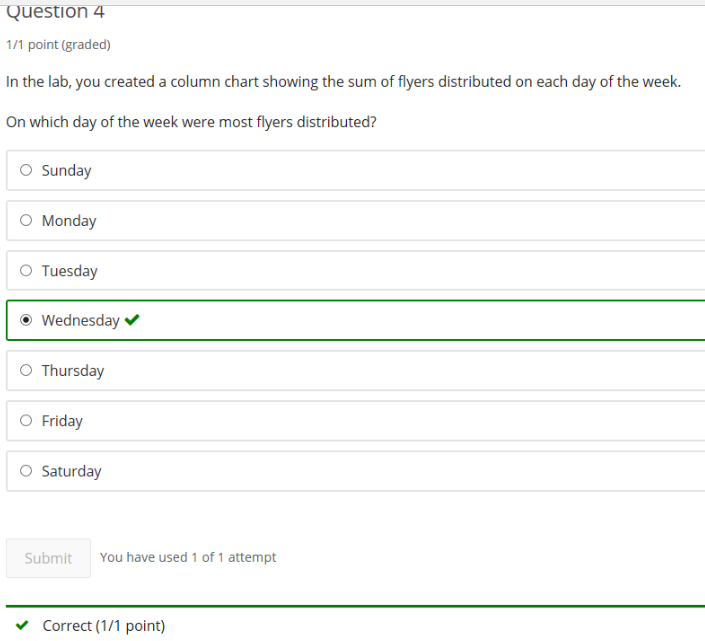 Question 4
1/1 point (graded)
In the lab, you created a column chart showing the sum of flyers distributed on each day of the week.
On which day of the week were most flyers distributed?
Sunday
Monday
Tuesday
Wednesday
Thursday
Friday
Saturday
Submit You have used 1 of 1 attempt
Correct (1/1 point)